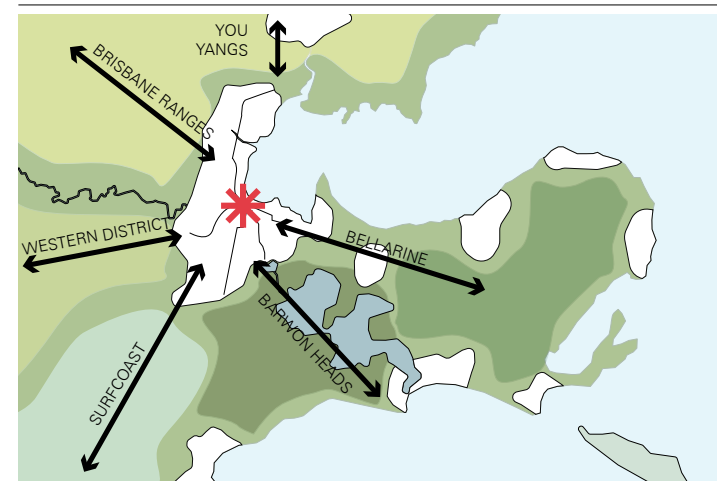 YOU
YANGS
BRISBANE RANGES
WESTERN DISTRICT
BELLARINE
BARWON HEADS
SURFCOAST